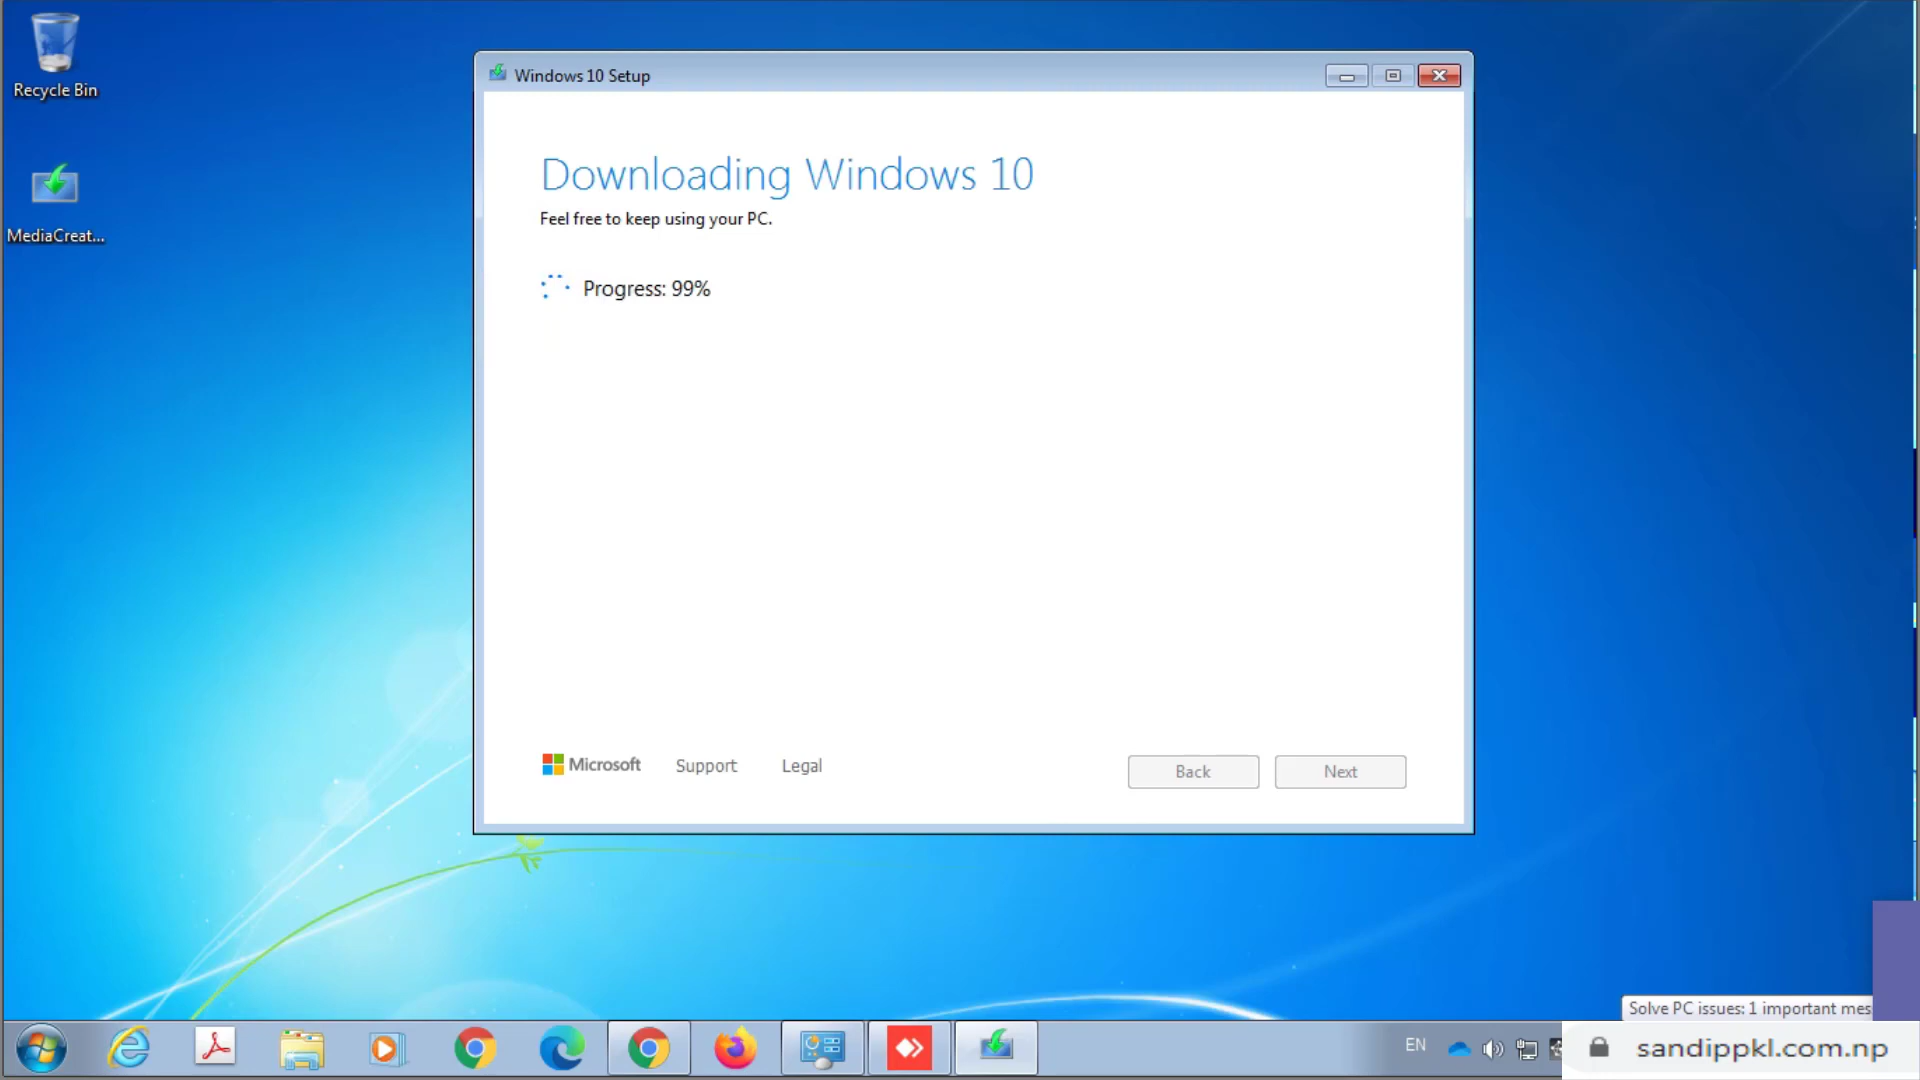 Recycle Bin
MediaCreat...
Windows 10 Setup
Downloading Windows 10
Feel free to keep using your PC.
Progress: 99%
Microsoft
Support
Legal
Back
Next
Solve PC issues: 1 important mes
EN
sandippkl.com.np